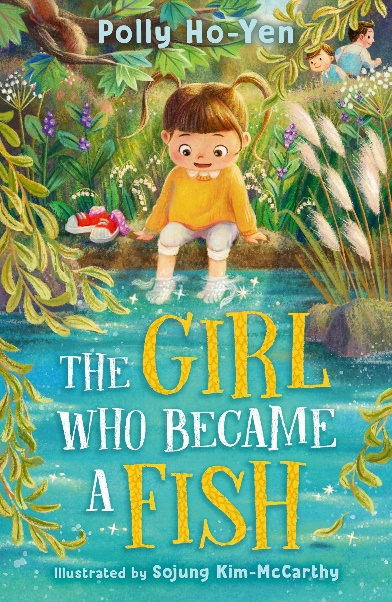 Polly Ho-Yen
THE GIRL
WHO BECAME
A FISH
Illustrated by Sojung Kim-McCarthy